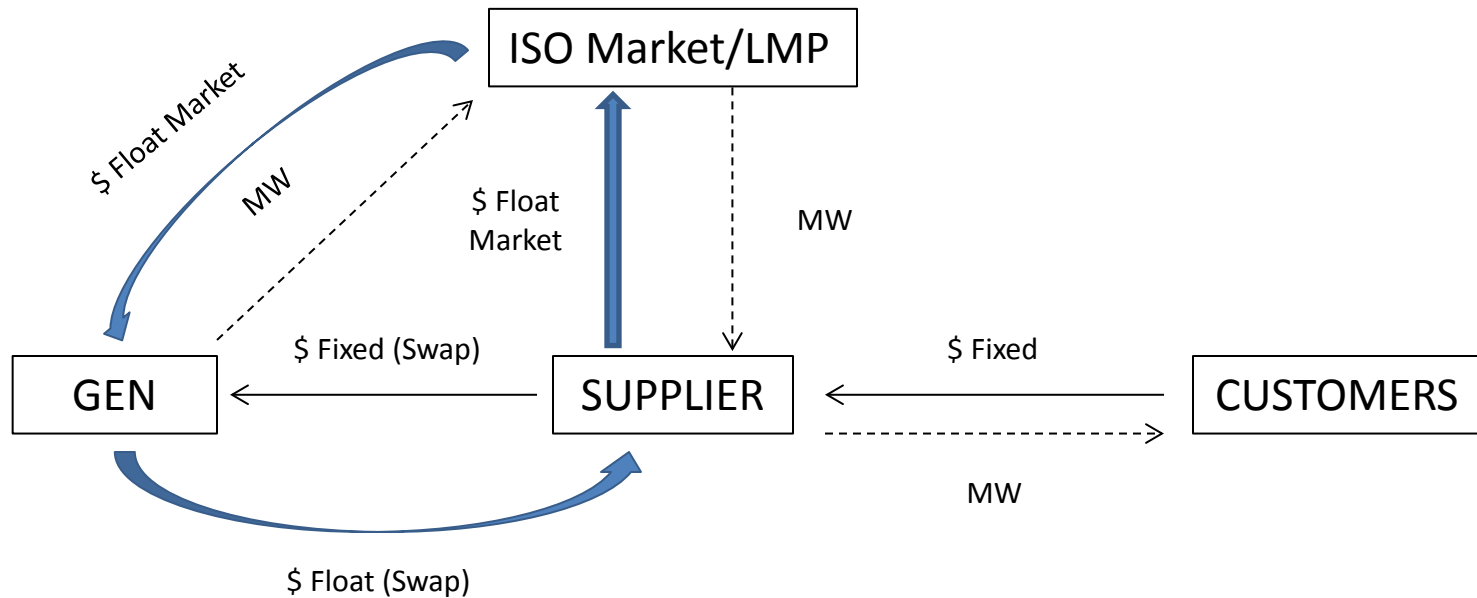 ISO Market/LMP
$ Float Market
MW
$ Float
Market
MW
$ Fixed (Swap)
$ Fixed
GEN
SUPPLIER
CUSTOMERS
MW
$ Float (Swap)